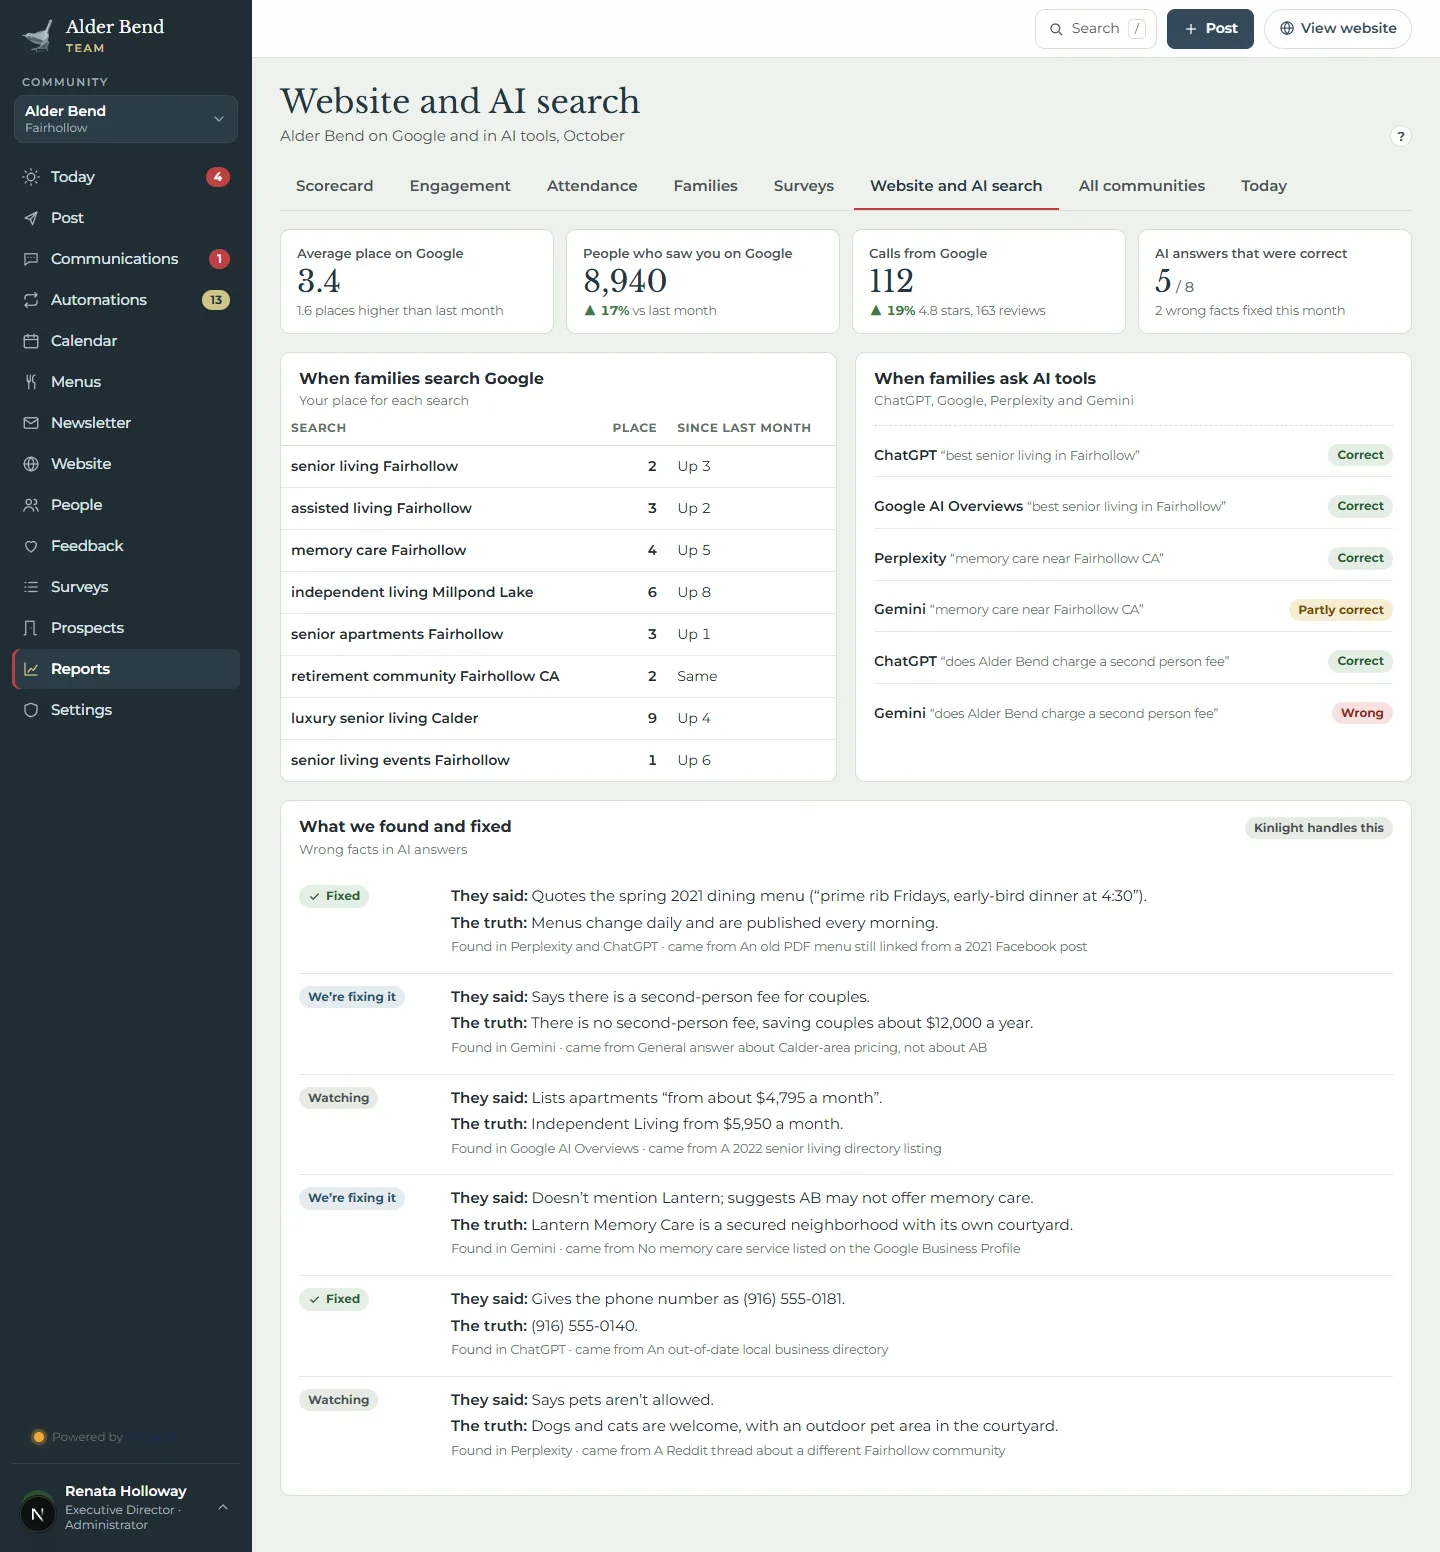 Alder Bend
TEAM
COMMUNITY
Alder Bend
Fairhollow
Today
4
Post
Communications
1
Automations
13
Calendar
Menus
Newsletter
Website
People
Feedback
Surveys
Prospects
Reports
Settings
Powered by
N
Renata Holloway
Executive Director ·
Administrator
Search /
+ Post
View website
Website and AI search
Alder Bend on Google and in AI tools, October
?
Scorecard Engagement Attendance Families Surveys Website and AI search All communities Today
Average place on Google
3.4
1.6 places higher than last month
People who saw you on Google
8,940
▲ 17% vs last month
Calls from Google
112
▲ 19% 4.8 stars, 163 reviews
AI answers that were correct
5 / 8
2 wrong facts fixed this month
When families search Google
Your place for each search
SEARCH PLACE SINCE LAST MONTH
senior living Fairhollow 2 Up 3
assisted living Fairhollow 3 Up 2
memory care Fairhollow 4 Up 5
independent living Millpond Lake 6 Up 8
senior apartments Fairhollow 3 Up 1
retirement community Fairhollow CA 2 Same
luxury senior living Calder 9 Up 4
senior living events Fairhollow 1 Up 6
When families ask AI tools
ChatGPT, Google, Perplexity and Gemini
ChatGPT “best senior living in Fairhollow” Correct
Google AI Overviews “best senior living in Fairhollow” Correct
Perplexity “memory care near Fairhollow CA” Correct
Gemini “memory care near Fairhollow CA” Partly correct
ChatGPT “does Alder Bend charge a second person fee” Correct
Gemini “does Alder Bend charge a second person fee” Wrong
What we found and fixed
Kinlight handles this
Wrong facts in AI answers
✓ Fixed
They said: Quotes the spring 2021 dining menu (“prime rib Fridays, early-bird dinner at 4:30”).
The truth: Menus change daily and are published every morning.
Found in Perplexity and ChatGPT · came from An old PDF menu still linked from a 2021 Facebook post
We’re fixing it
They said: Says there is a second-person fee for couples.
The truth: There is no second-person fee, saving couples about $12,000 a year.
Found in Gemini · came from General answer about Calder-area pricing, not about AB
Watching
They said: Lists apartments “from about $4,795 a month”.
The truth: Independent Living from $5,950 a month.
Found in Google AI Overviews · came from A 2022 senior living directory listing
We’re fixing it
They said: Doesn’t mention Lantern; suggests AB may not offer memory care.
The truth: Lantern Memory Care is a secured neighborhood with its own courtyard.
Found in Gemini · came from No memory care service listed on the Google Business Profile
✓ Fixed
They said: Gives the phone number as (916) 555-0181.
The truth: (916) 555-0140.
Found in ChatGPT · came from An out-of-date local business directory
Watching
They said: Says pets aren’t allowed.
The truth: Dogs and cats are welcome, with an outdoor pet area in the courtyard.
Found in Perplexity · came from A Reddit thread about a different Fairhollow community